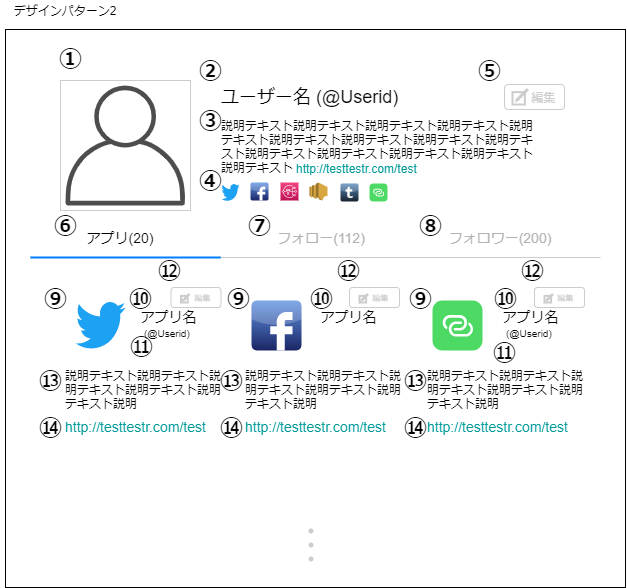 デザインパターン2
①
② ユーザー名 (@Userid)
⑤ 編集
③ 説明テキスト説明テキスト説明テキスト説明テキスト説明
テキスト説明テキスト説明テキスト説明テキスト説明テキ
スト説明テキスト説明テキスト説明テキスト説明テキスト
説明テキスト http://testtestr.com/test
④
⑥ アプリ(20)
⑦ フォロー(112)
⑧ フォロワー(200)
⑨ ⑩ ⑫ 編集
アプリ名
(@Userid)
⑪
⑬ 説明テキスト説明テキスト説
明テキスト説明テキスト説明
テキスト説明
⑭ http://testtestr.com/test
⑨ ⑩ ⑫ 編集
アプリ名
⑬ 説明テキスト説明テキスト説
明テキスト説明テキスト説明
テキスト説明
⑭ http://testtestr.com/test
⑨ ⑩ ⑫ 編集
アプリ名
(@Userid)
⑪
⑬ 説明テキスト説明テキスト説
明テキスト説明テキスト説明
テキスト説明
⑭ http://testtestr.com/test